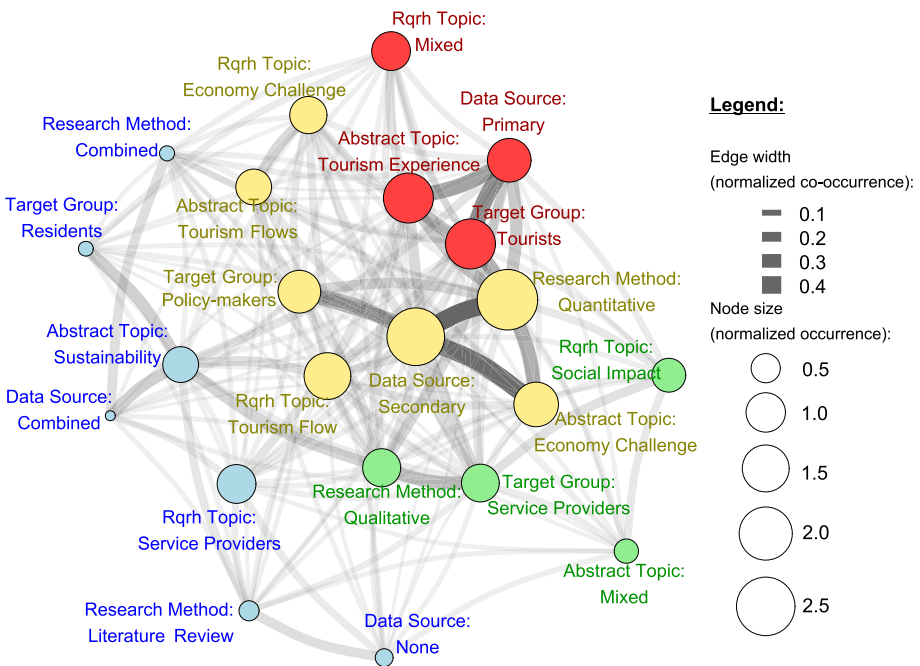 Rqrh Topic:
Mixed
Rqrh Topic:
Economy Challenge
Data Source:
Primary
Research Method:
Combined
Abstract Topic:
Tourism Experience
Target Group:
Residents
Abstract Topic:
Tourism Flows
Target Group:
Tourists
Target Group:
Policy-makers
Research Method:
Quantitative
Abstract Topic:
Sustainability
Rqrh Topic:
Social Impact
Data Source:
Secondary
Data Source:
Combined
Rqrh Topic:
Tourism Flow
Abstract Topic:
Economy Challenge
Research Method:
Qualitative
Target Group:
Service Providers
Rqrh Topic:
Service Providers
Abstract Topic:
Mixed
Research Method:
Literature Review
Data Source:
None
Legend:
Edge width
(normalized co-occurrence):
0.1
0.2
0.3
0.4
Node size
(normalized occurrence):
0.5
1.0
1.5
2.0
2.5